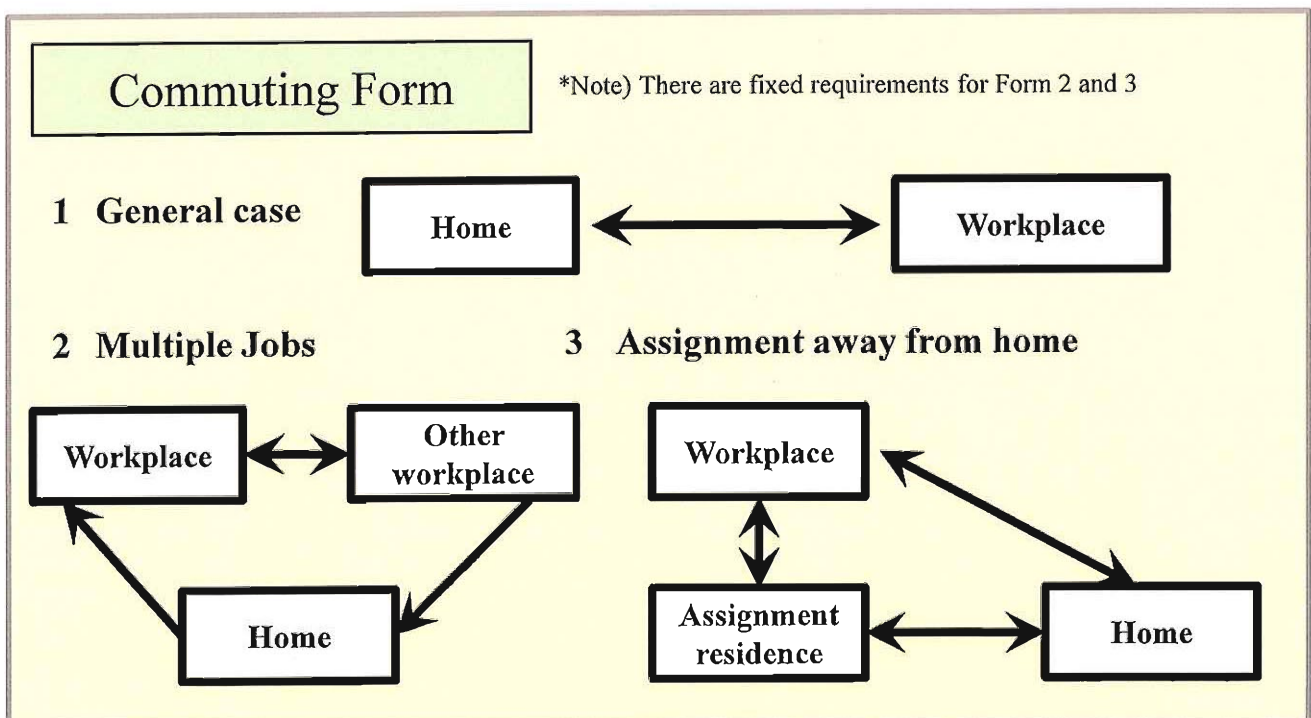 Commuting Form
*Note) There are fixed requirements for Form 2 and 3
1 General case
Home
Workplace
2 Multiple Jobs
Workplace
Other
workplace
Home
3 Assignment away from home
Workplace
Assignment
residence
Home